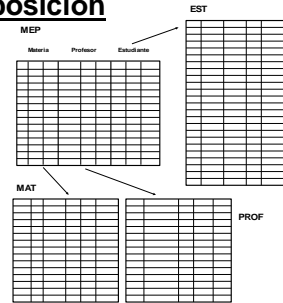 posición
EST
MEP
Materia Profesor Estudiante
MAT
PROF